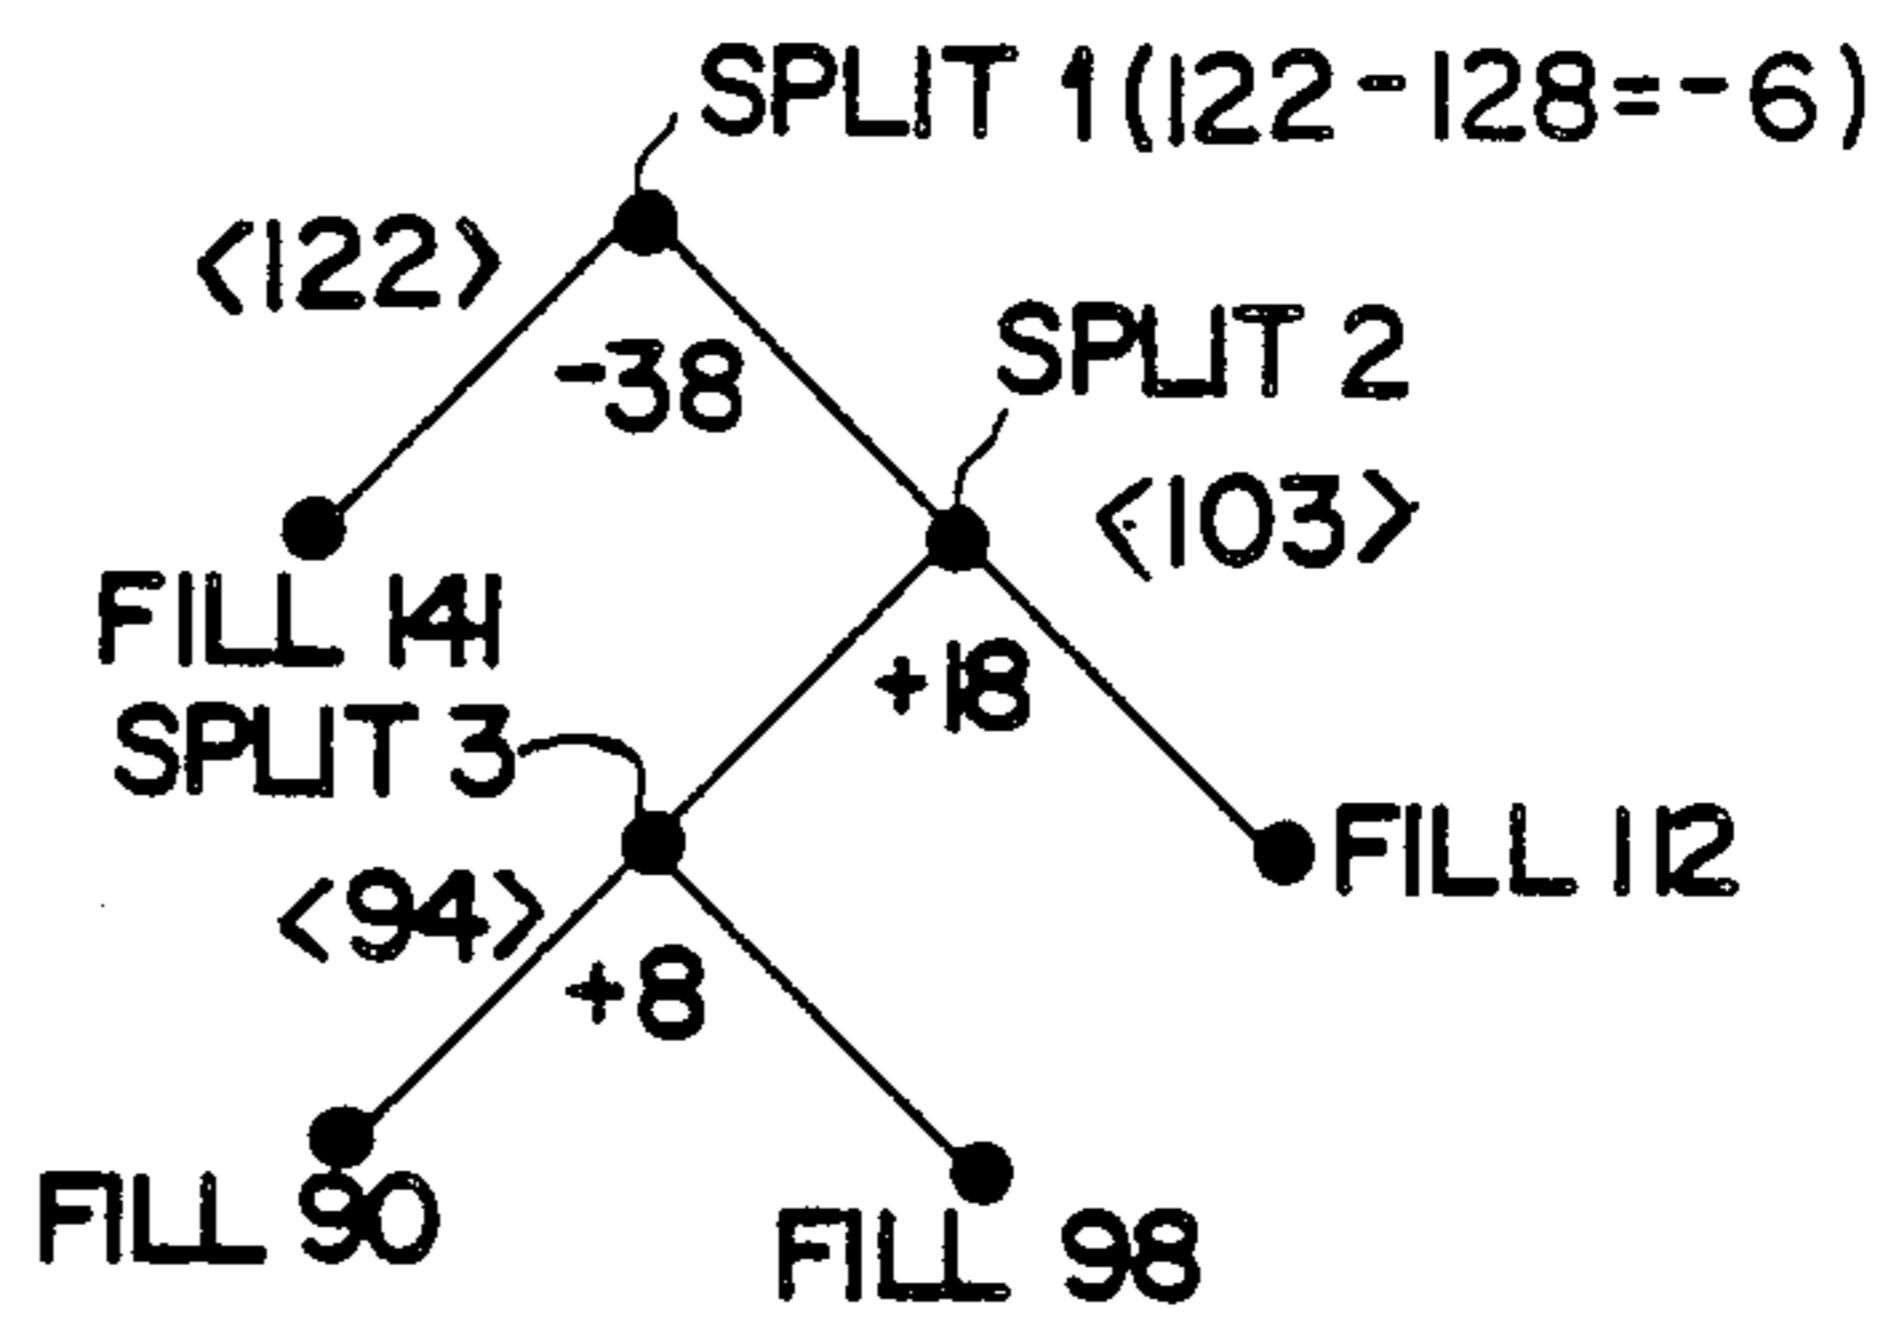 SPLIT 1 (122-128=-6)
<122>
-38
SPLIT 2
<103>
FILL 141
+18
SPLIT 3
FILL 112
<94>
+8
FILL 90
FILL 98